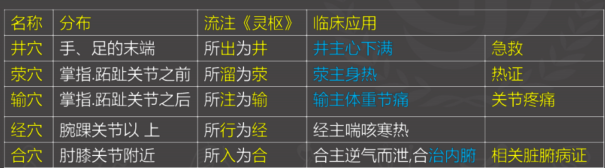 名称 分布 流注《灵枢》 临床应用
井穴 手、足的末端 所出为井 井主心下满 急救
荥穴 掌指.跖趾关节之前 所溜为荥 荥主身热 热证
输穴 掌指.跖趾关节之后 所注为输 输主体重节痛 关节疼痛
经穴 腕踝关节以 上 所行为经 经主喘咳寒热
合穴 肘膝关节附近 所入为合 合主逆气而泄,合治内腑 相关脏腑病证